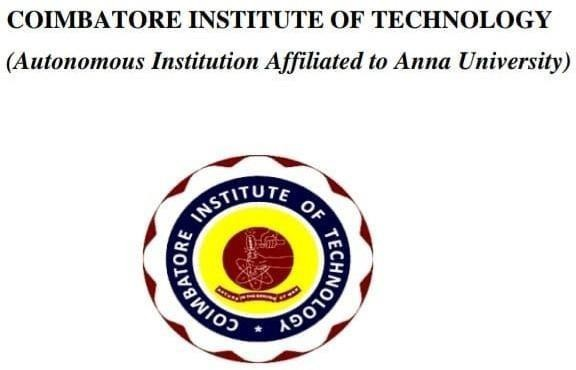 COIMBATORE INSTITUTE OF TECHNOLOGY
(Autonomous Institution Affiliated to Anna University)
COIMBATORE INSTITUTE OF TECHNOLOGY